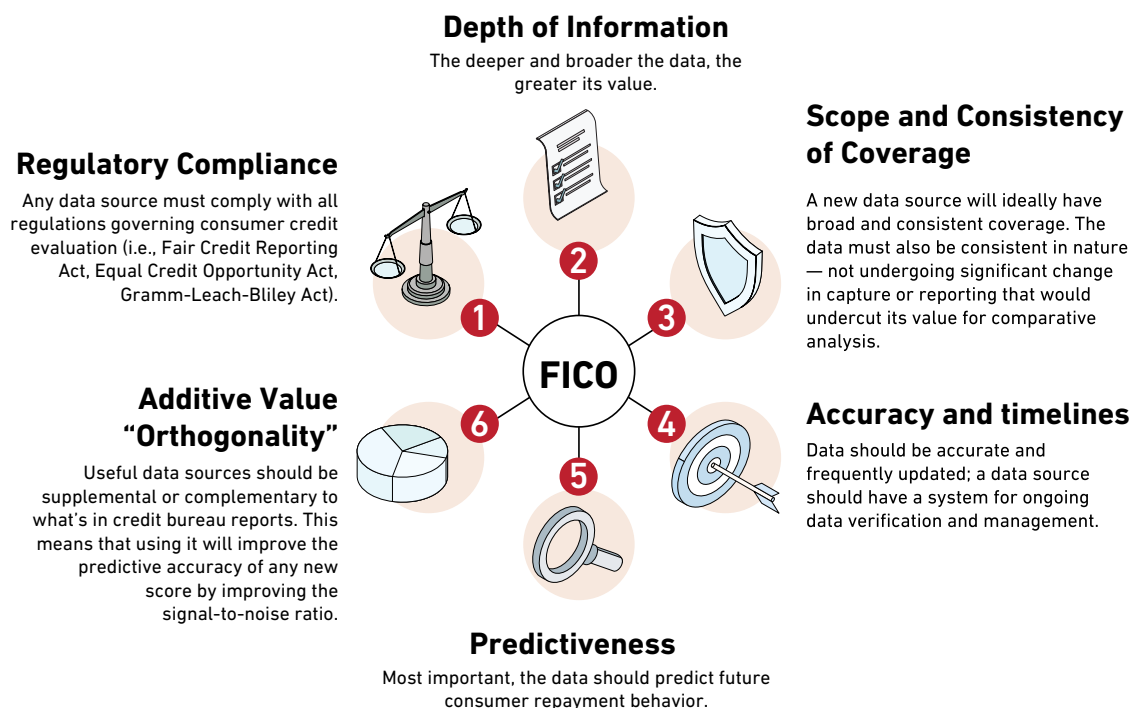 Regulatory Compliance
Any data source must comply with all
regulations governing consumer credit
evaluation (i.e., Fair Credit Reporting
Act, Equal Credit Opportunity Act,
Gramm-Leach-Bliley Act).
1
Depth of Information
The deeper and broader the data, the
greater its value.
2
Scope and Consistency
of Coverage
A new data source will ideally have
broad and consistent coverage. The
data must also be consistent in nature
— not undergoing significant change
in capture or reporting that would
undercut its value for comparative
analysis.
3
FICO
Accuracy and timelines
Data should be accurate and
frequently updated; a data source
should have a system for ongoing
data verification and management.
4
5
Predictiveness
Most important, the data should predict future
consumer repayment behavior.
Additive Value
“Orthogonality”
Useful data sources should be
supplemental or complementary to
what’s in credit bureau reports. This
means that using it will improve the
predictive accuracy of any new
score by improving the
signal-to-noise ratio.
6